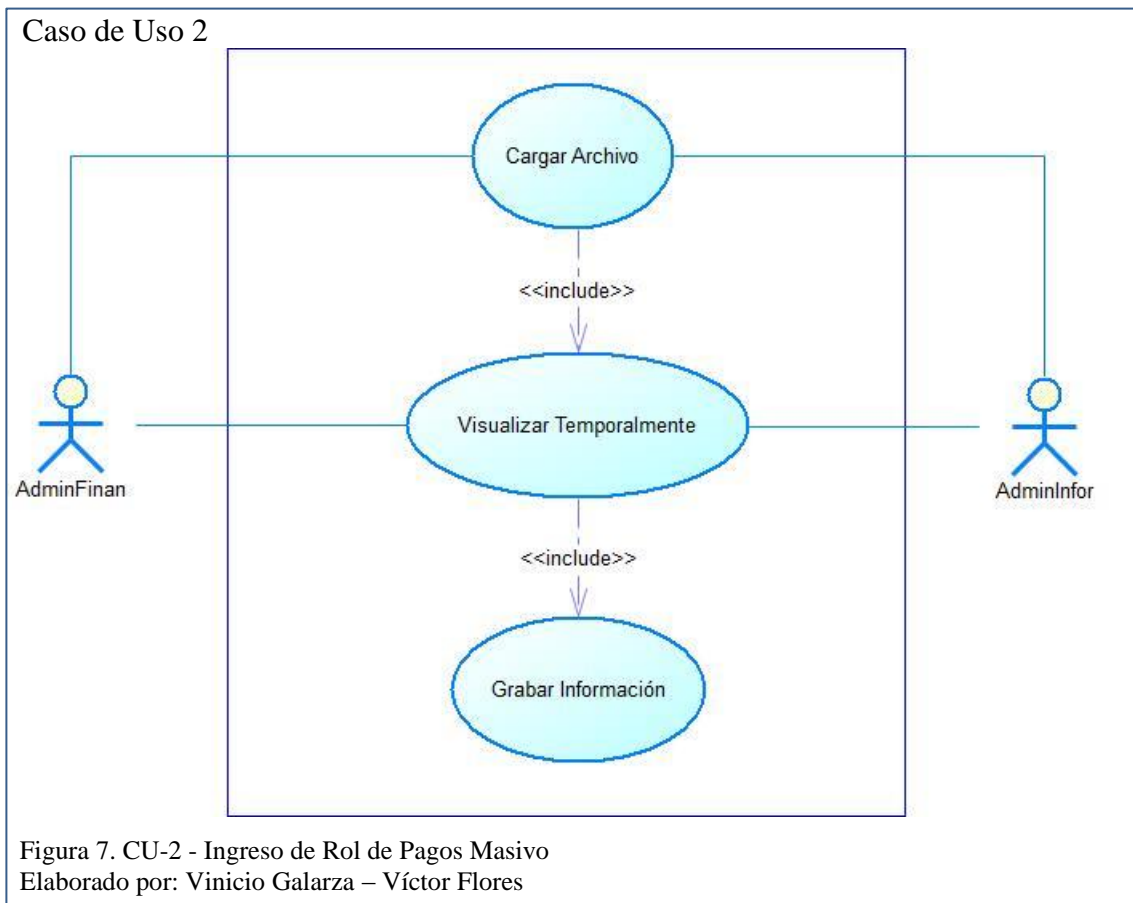 Caso de Uso 2
Cargar Archivo
<<include>>
Visualizar Temporalmente
AdminFinan
AdminInfor
<<include>>
Grabar Información
Figura 7. CU-2 - Ingreso de Rol de Pagos Masivo
Elaborado por: Vinicio Galarza – Víctor Flores